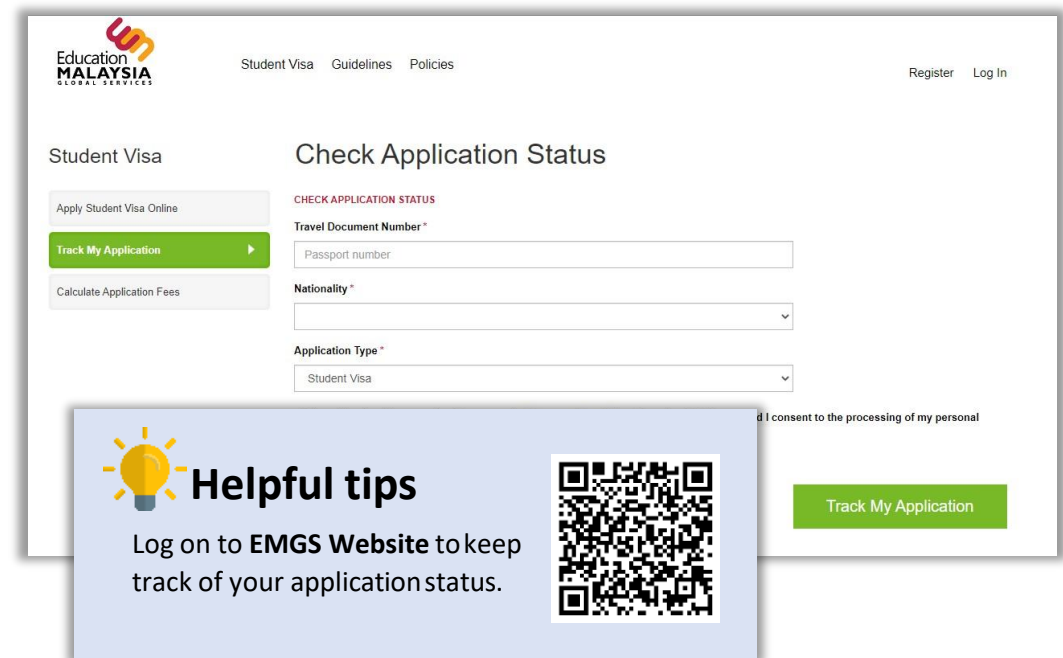 Education
MALAYSIA
GLOBAL SERVICES
Student Visa Guidelines Policies
Register Log In
Student Visa
Apply Student Visa Online
Track My Application
Calculate Application Fees
Check Application Status
CHECK APPLICATION STATUS
Travel Document Number *
Passport number
Nationality *
Application Type *
Student Visa
I consent to the processing of my personal
Track My Application
Helpful tips
Log on to EMGS Website to keep
track of your application status.